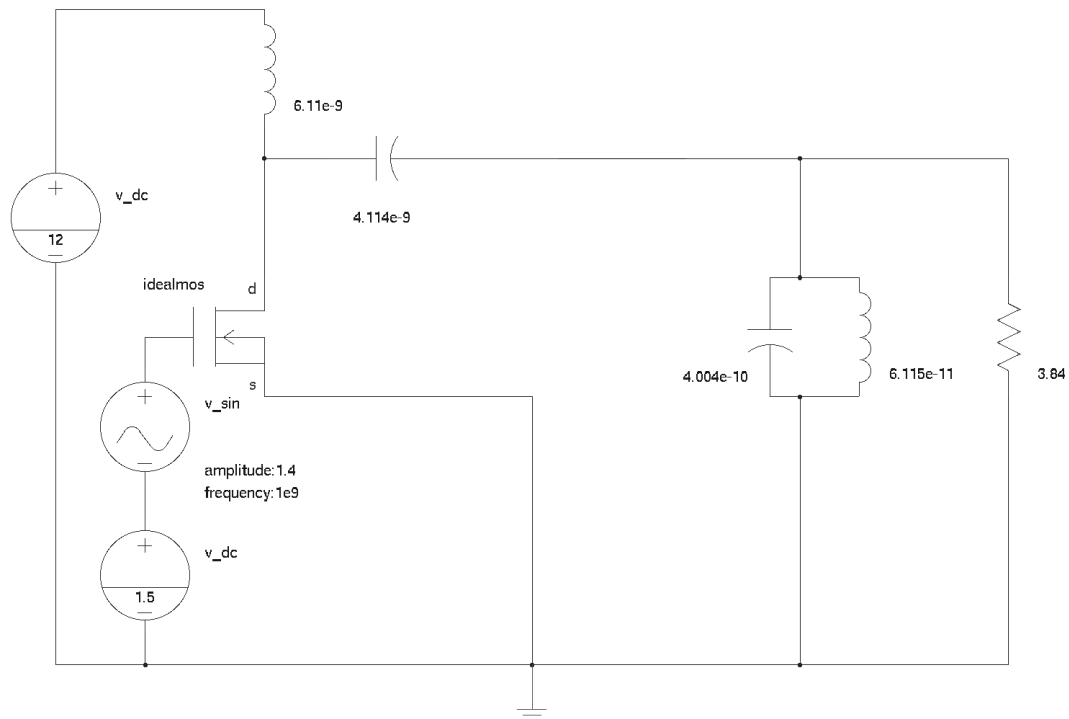 6.11e-9
v_dc
12
4.114e-9
idealmos
d
s
v_sin
amplitude:1.4
frequency:1e9
4.004e-10
6.115e-11
3.84
v_dc
1.5